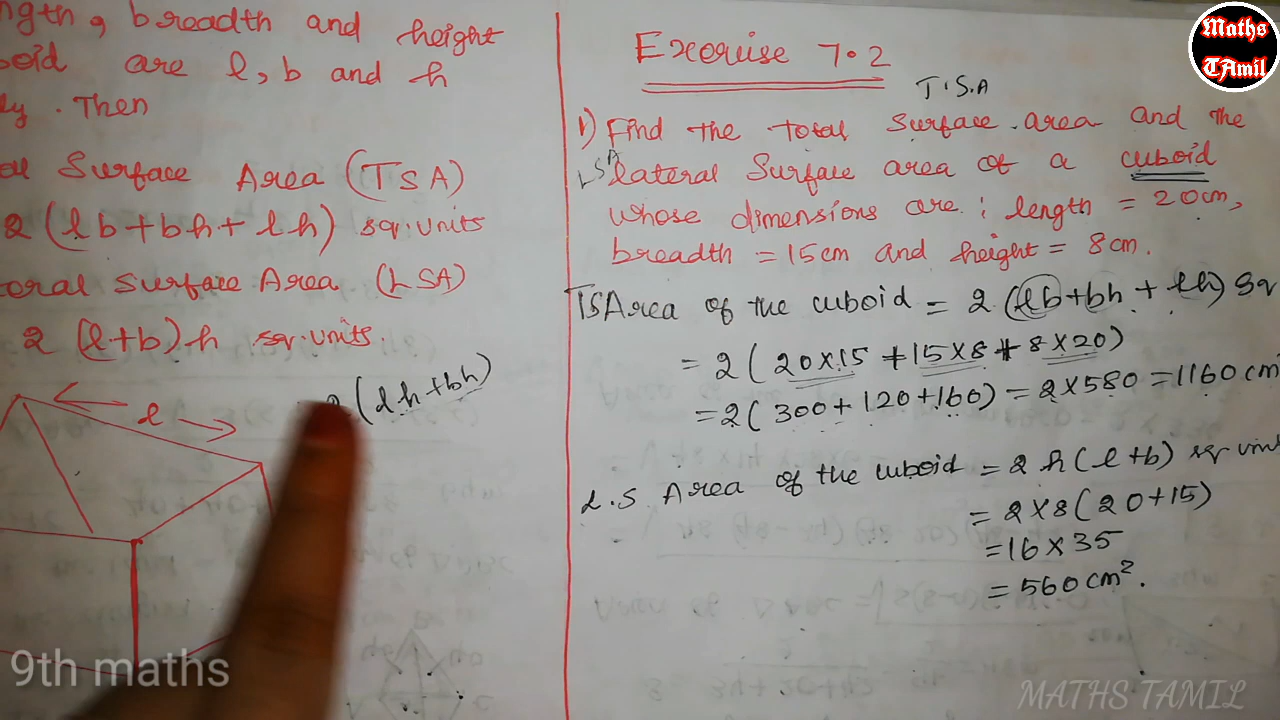 ngth, breadth and height
boid are l, b and h
ly. Then
al Surface Area (TSA)
2 (lb+bh+lh) sq.units
teral Surface Area (LSA)
2 (l+b)h sq.units.
(lh+bh)
l
Exercise 7.2
T.S.A
1) Find the total surface area and the
LSA
lateral Surface area of a cuboid
whose dimensions are: length = 20cm,
breadth = 15cm and height = 8cm.
TSArea of the cuboid = 2 (lb+bh+lh) sq
= 2 ( 20×15 + 15×8 + 8×20)
= 2 ( 300+120+160) = 2×580 = 1160 cm
L.S Area of the cuboid = 2 h (l+b) sq unit
= 2×8 (20+15)
= 16×35
= 560 cm².
Maths
TAmil
9th maths
MATHS TAMIL